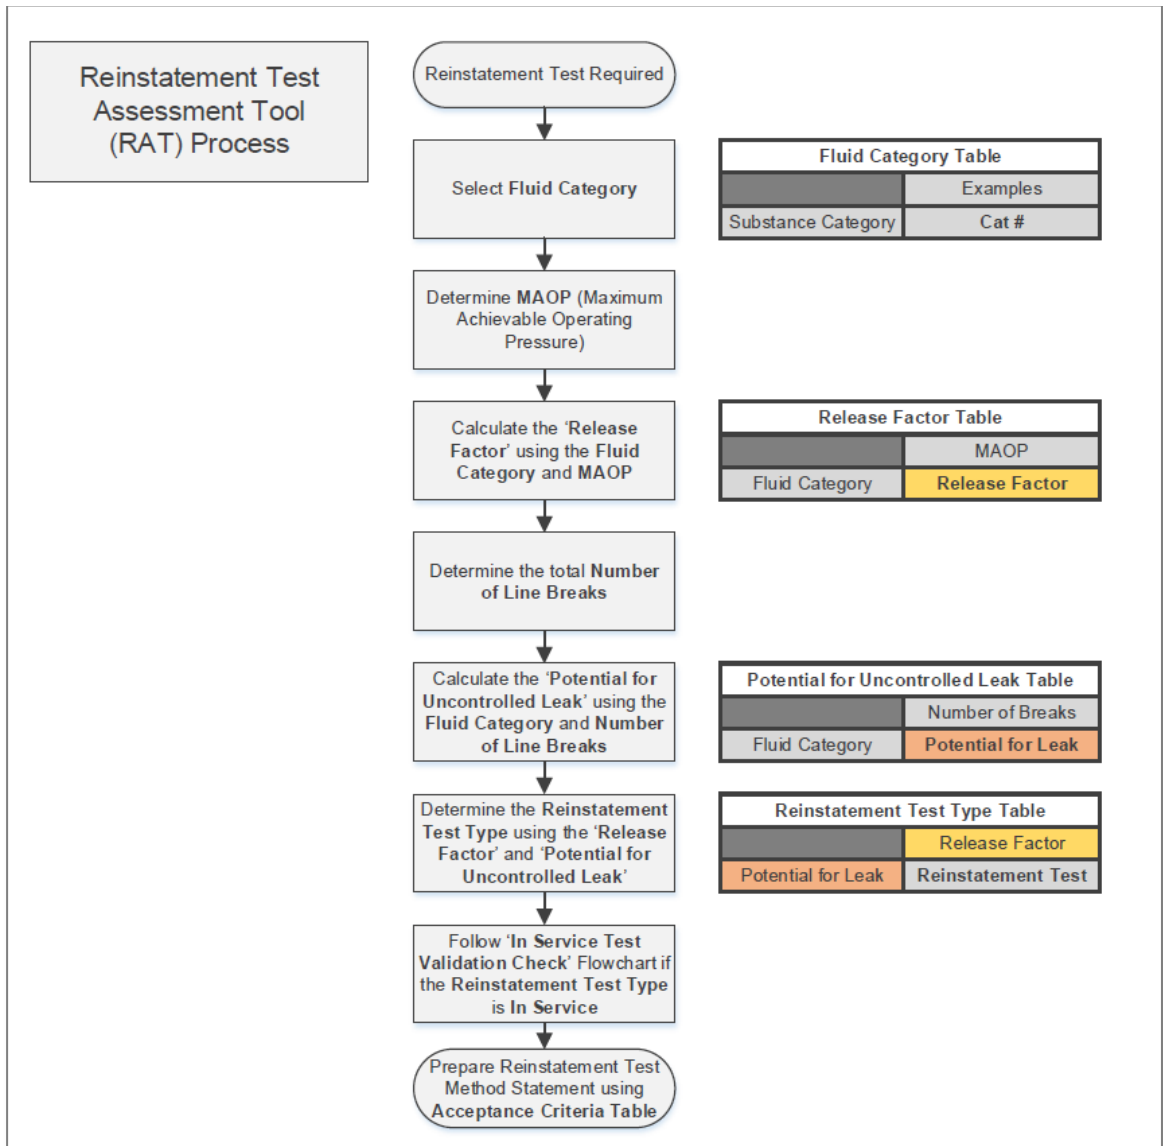 Reinstatement Test
Assessment Tool
(RAT) Process
Reinstatement Test Required
Select Fluid Category
Fluid Category Table
Examples
Substance Category
Cat #
Determine MAOP (Maximum
Achievable Operating
Pressure)
Calculate the ‘Release
Factor’ using the Fluid
Category and MAOP
Release Factor Table
MAOP
Fluid Category
Release Factor
Determine the total Number
of Line Breaks
Calculate the ‘Potential for
Uncontrolled Leak’ using the
Fluid Category and Number
of Line Breaks
Potential for Uncontrolled Leak Table
Number of Breaks
Fluid Category
Potential for Leak
Determine the Reinstatement
Test Type using the ‘Release
Factor’ and ‘Potential for
Uncontrolled Leak’
Reinstatement Test Type Table
Release Factor
Potential for Leak
Reinstatement Test
Follow ‘In Service Test
Validation Check’ Flowchart if
the Reinstatement Test Type
is In Service
Prepare Reinstatement Test
Method Statement using
Acceptance Criteria Table